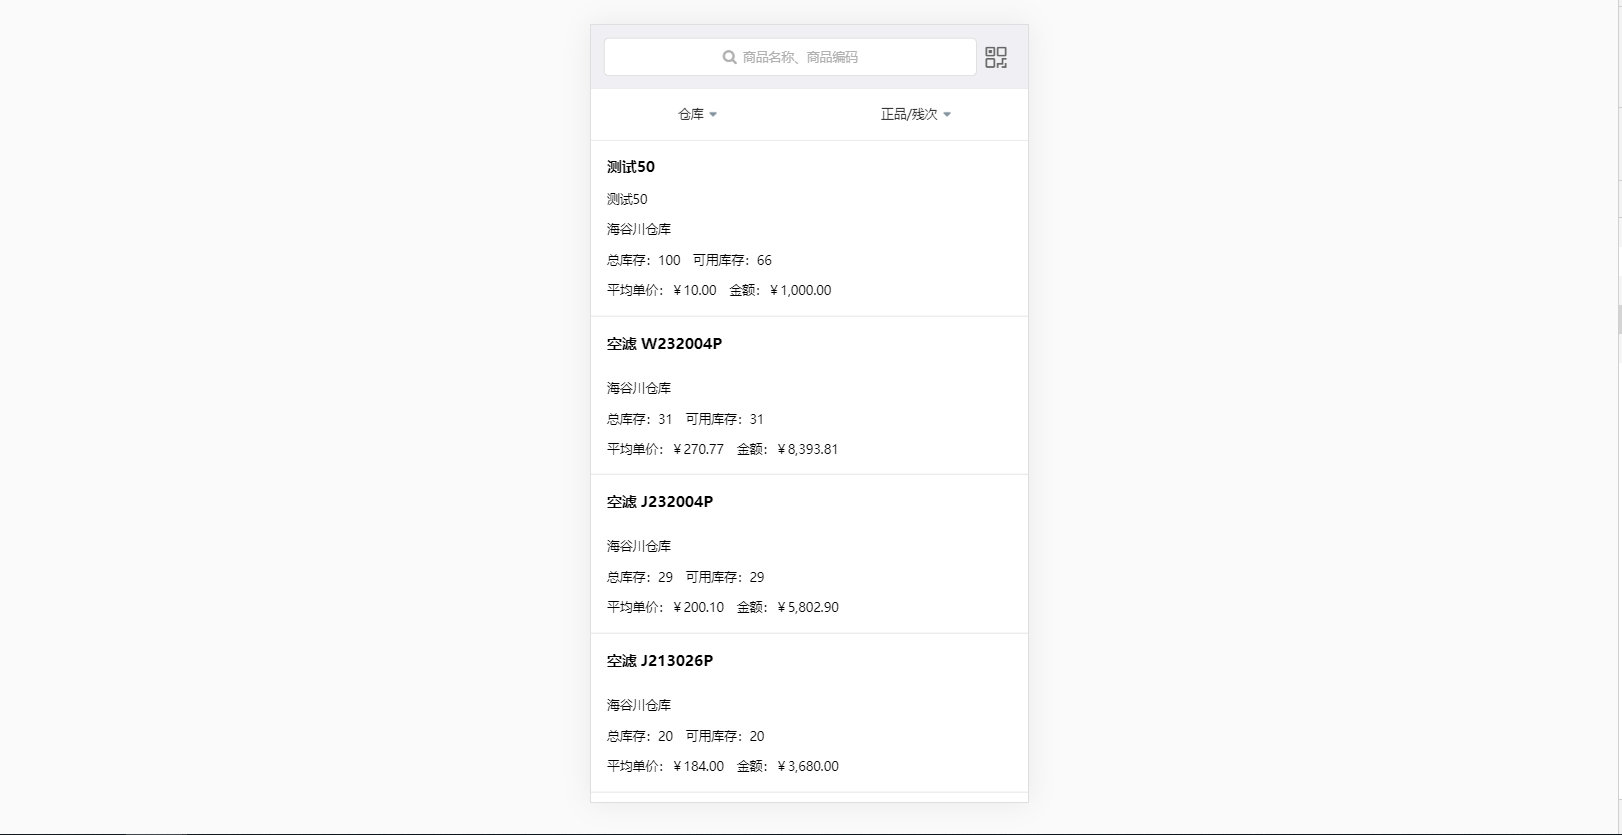 商品名称、商品编码
仓库 正品/残次
测试50
测试50
海谷川仓库
总库存：100 可用库存：66
平均单价：￥10.00 金额：￥1,000.00
空滤 W232004P
海谷川仓库
总库存：31 可用库存：31
平均单价：￥270.77 金额：￥8,393.81
空滤 J232004P
海谷川仓库
总库存：29 可用库存：29
平均单价：￥200.10 金额：￥5,802.90
空滤 J213026P
海谷川仓库
总库存：20 可用库存：20
平均单价：￥184.00 金额：￥3,680.00